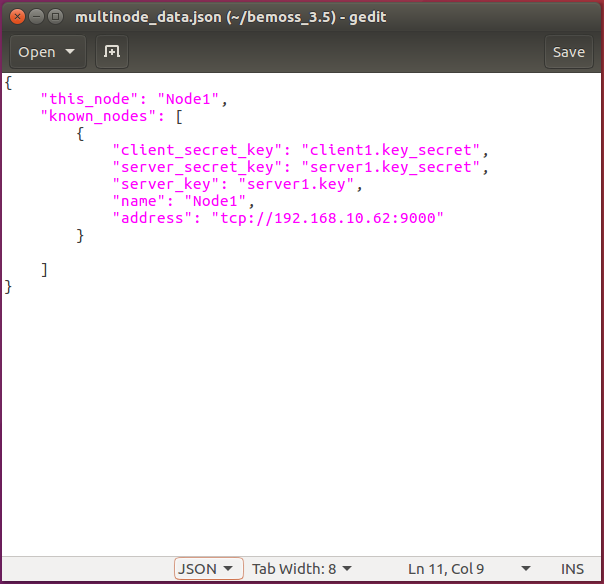 multinode_data.json (~/bemoss_3.5) - gedit
Open
Save
{
    "this_node": "Node1",
    "known_nodes": [
        {
            "client_secret_key": "client1.key_secret",
            "server_secret_key": "server1.key_secret",
            "server_key": "server1.key",
            "name": "Node1",
            "address": "tcp://192.168.10.62:9000"
        }
    ]
}
JSON Tab Width: 8 Ln 11, Col 9 INS